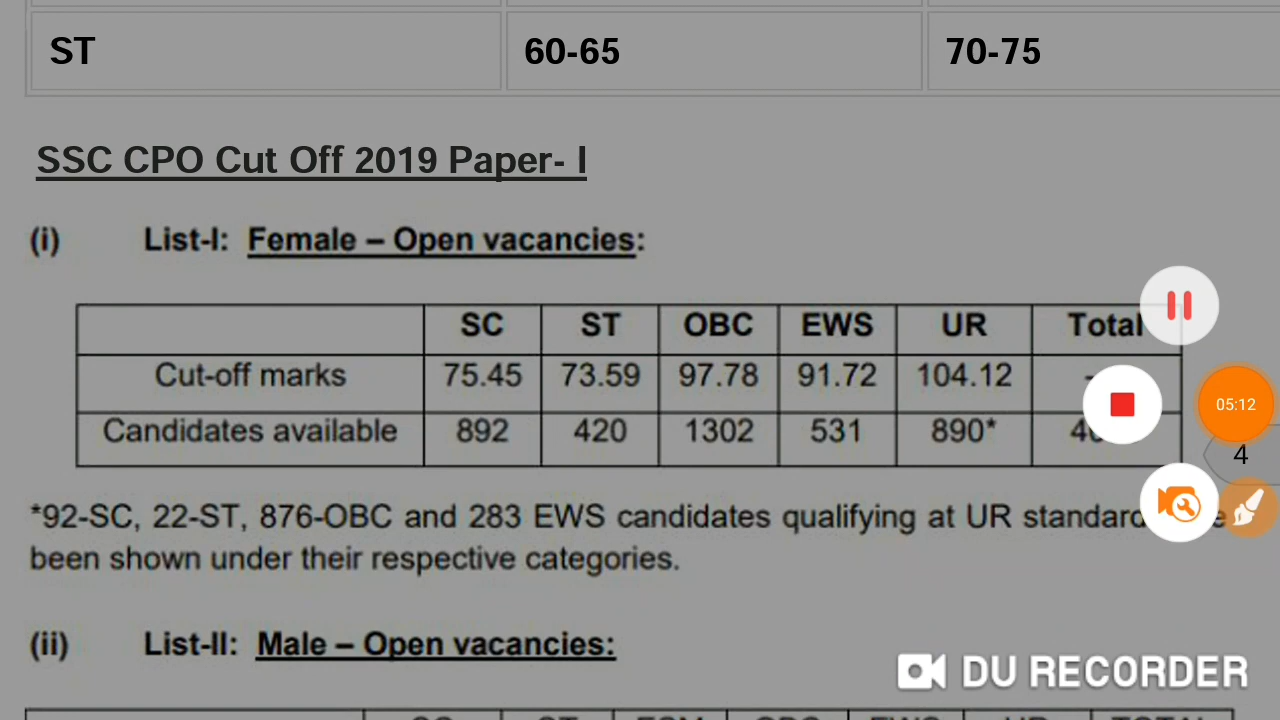 ST 60-65 70-75
SSC CPO Cut Off 2019 Paper- I
(i) List-I: Female – Open vacancies:
SC ST OBC EWS UR Total
Cut-off marks 75.45 73.59 97.78 91.72 104.12
05:12
Candidates available 892 420 1302 531 890*
4
*92-SC, 22-ST, 876-OBC and 283 EWS candidates qualifying at UR
been shown under their respective categories.
(ii) List-II: Male – Open vacancies:
DU RECORDER